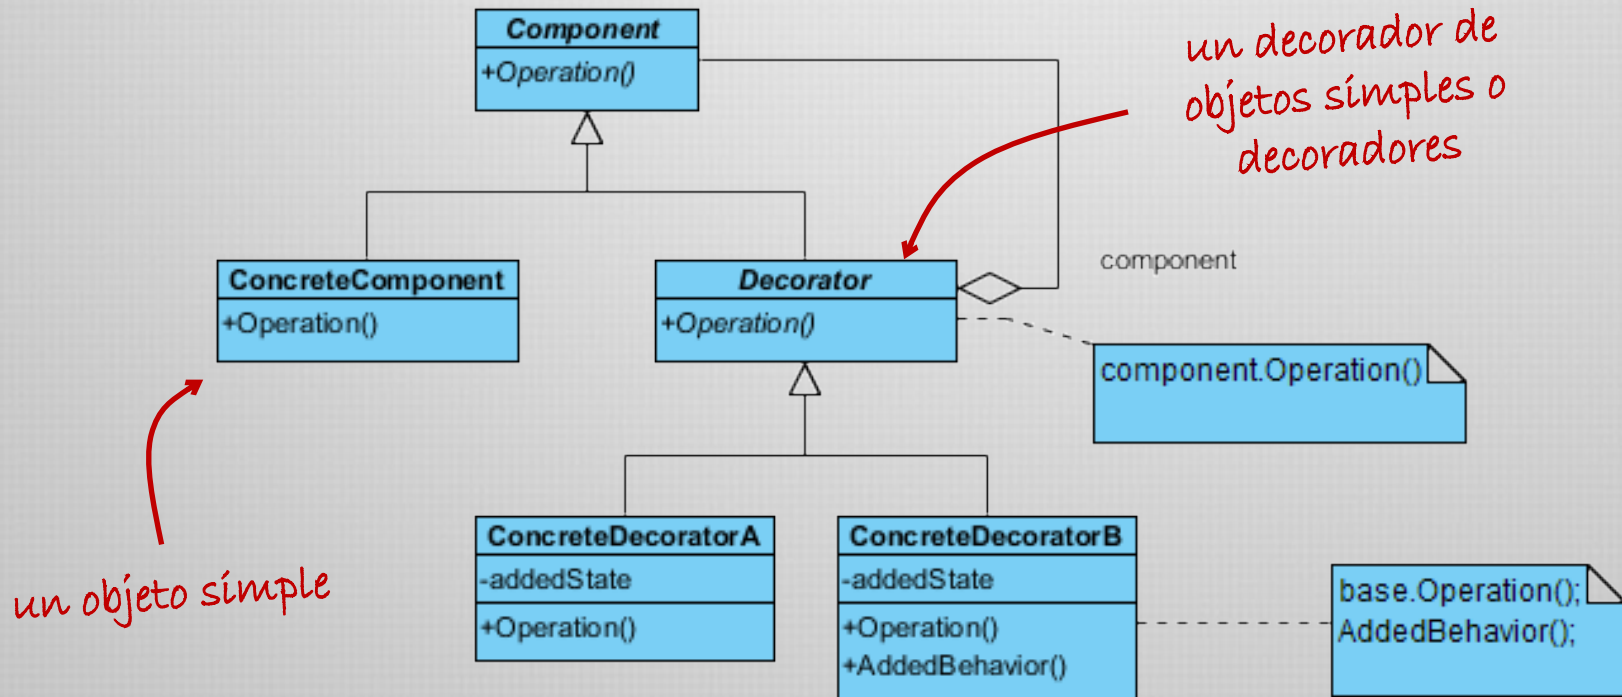 Component
+Operation()
un decorador de
objetos simples o
decoradores
ConcreteComponent
+Operation()
Decorator
+Operation()
component
component.Operation()
un objeto simple
ConcreteDecoratorA
-addedState
+Operation()
ConcreteDecoratorB
-addedState
+Operation()
+AddedBehavior()
base.Operation();
AddedBehavior();